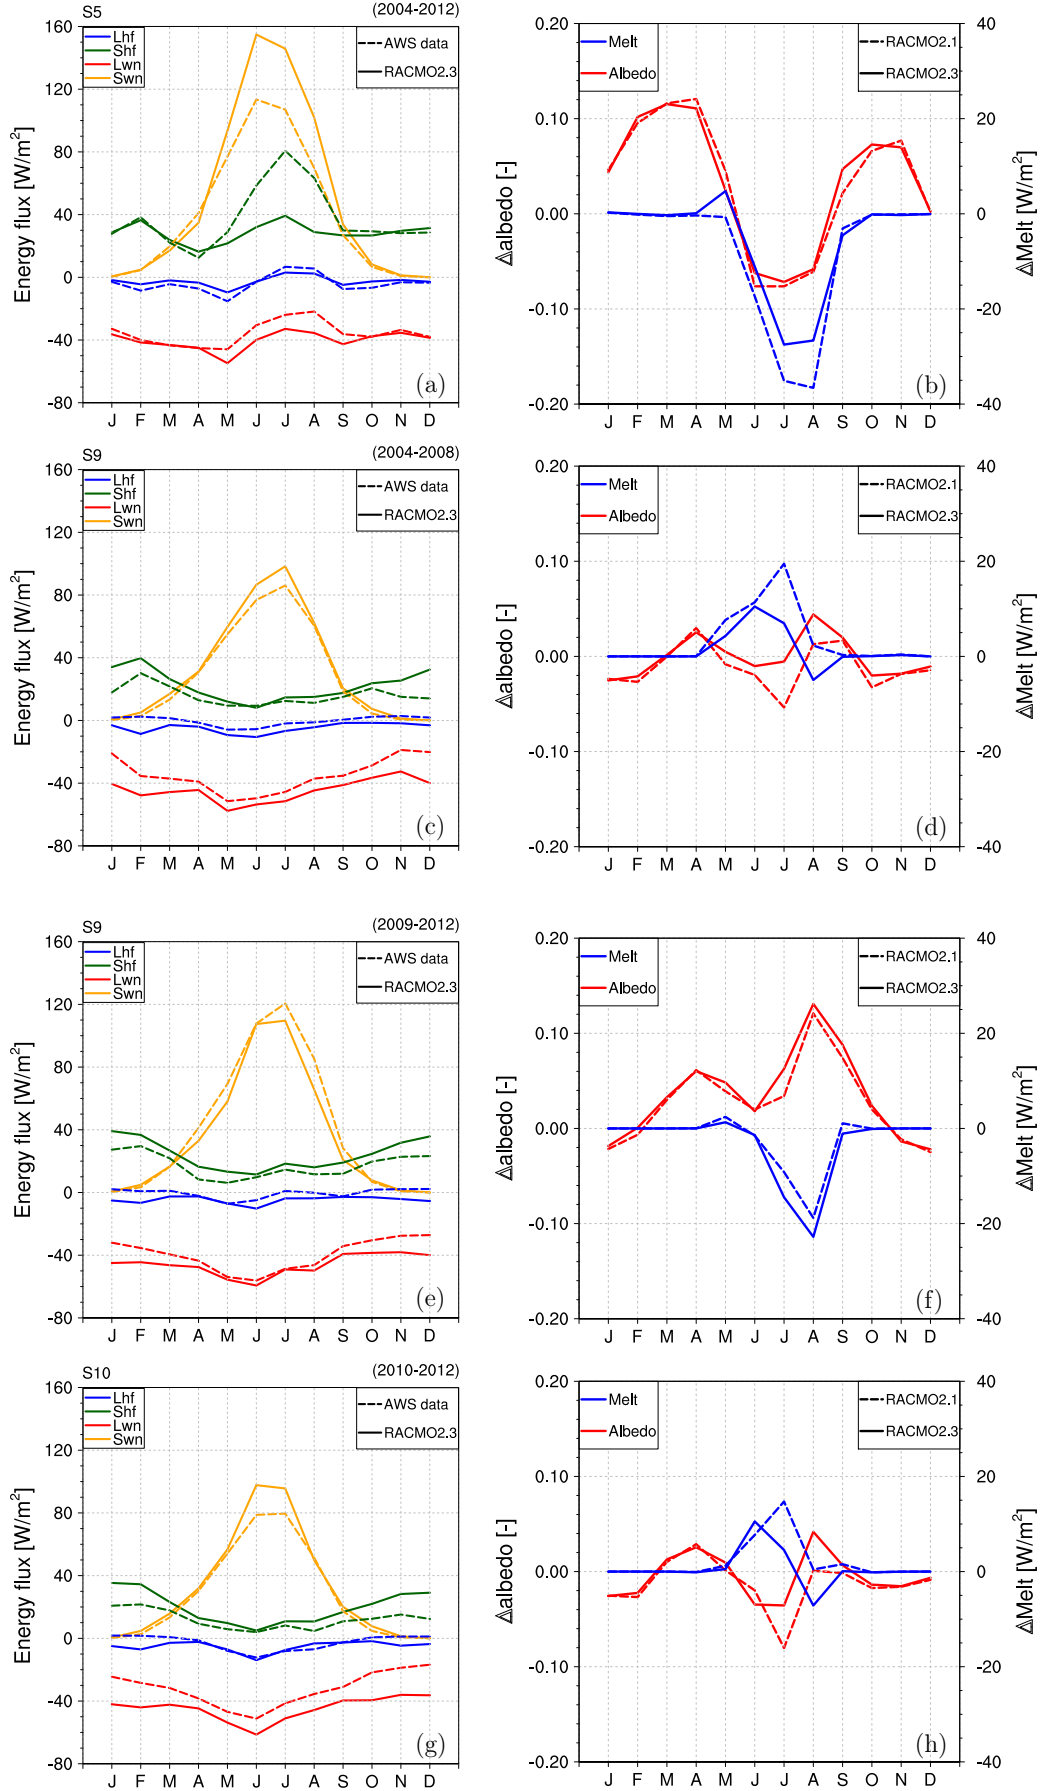 S5 (2004-2012)
Energy flux [W/m²]
160
120
80
40
0
-40
-80
Lhf
Shf
Lwn
Swn
AWS data
RACMO2.3
(a)
J F M A M J J A S O N D
Δalbedo [-]
0.20
0.10
0.00
-0.10
-0.20
Melt
Albedo
RACMO2.1
RACMO2.3
(b)
40
20
0
-20
-40
ΔMelt [W/m²]
J F M A M J J A S O N D
S9 (2004-2008)
Energy flux [W/m²]
160
120
80
40
0
-40
-80
Lhf
Shf
Lwn
Swn
AWS data
RACMO2.3
(c)
J F M A M J J A S O N D
Δalbedo [-]
0.20
0.10
0.00
-0.10
-0.20
Melt
Albedo
RACMO2.1
RACMO2.3
(d)
40
20
0
-20
-40
ΔMelt [W/m²]
J F M A M J J A S O N D
S9 (2009-2012)
Energy flux [W/m²]
160
120
80
40
0
-40
-80
Lhf
Shf
Lwn
Swn
AWS data
RACMO2.3
(e)
J F M A M J J A S O N D
Δalbedo [-]
0.20
0.10
0.00
-0.10
-0.20
Melt
Albedo
RACMO2.1
RACMO2.3
(f)
40
20
0
-20
-40
ΔMelt [W/m²]
J F M A M J J A S O N D
S10 (2010-2012)
Energy flux [W/m²]
160
120
80
40
0
-40
-80
Lhf
Shf
Lwn
Swn
AWS data
RACMO2.3
(g)
J F M A M J J A S O N D
Δalbedo [-]
0.20
0.10
0.00
-0.10
-0.20
Melt
Albedo
RACMO2.1
RACMO2.3
(h)
40
20
0
-20
-40
ΔMelt [W/m²]
J F M A M J J A S O N D